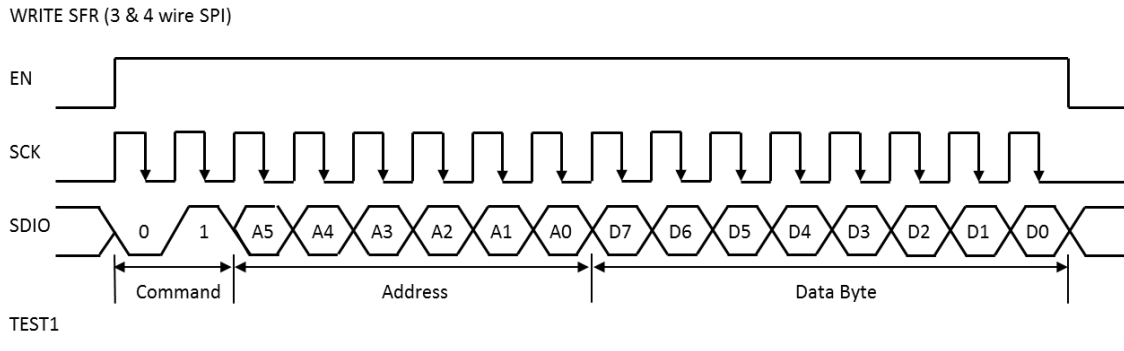 WRITE SFR (3 & 4 wire SPI)
EN
SCK
SDIO 0 1 A5 A4 A3 A2 A1 A0 D7 D6 D5 D4 D3 D2 D1 D0
Command Address Data Byte
TEST1